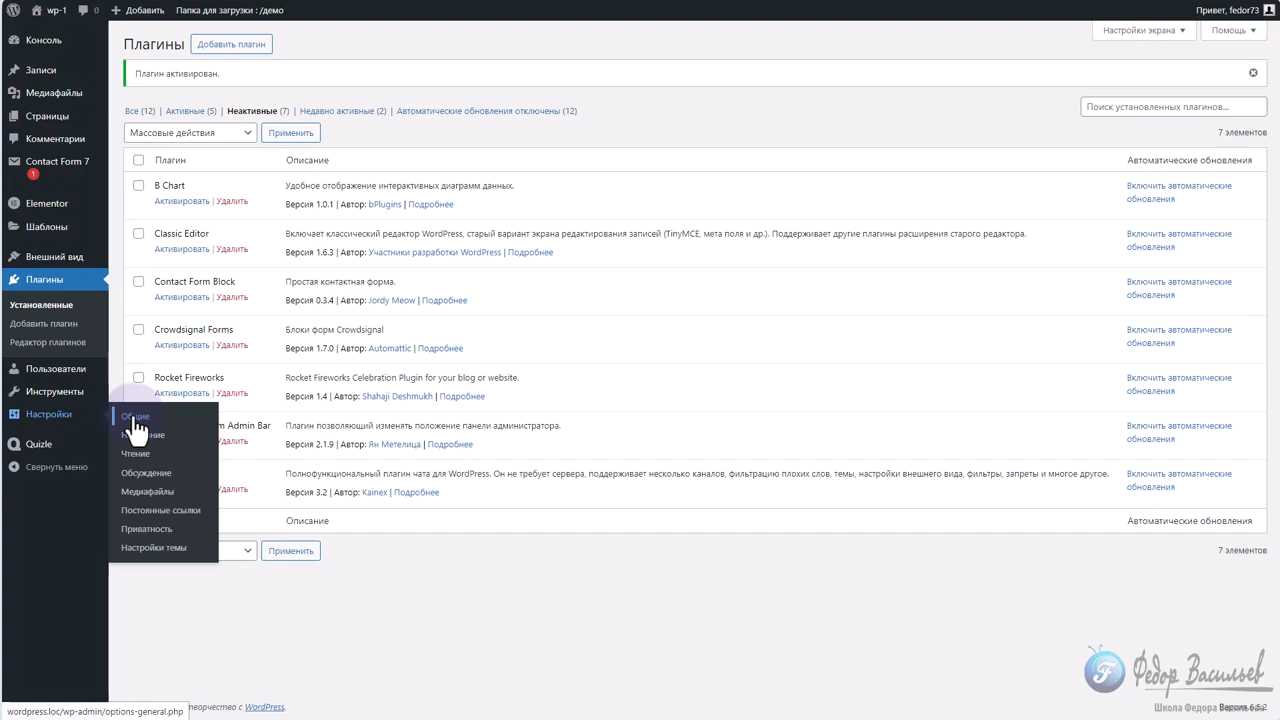 wp-1 0 Добавить Папка для загрузки : /демо Привет, fedor73
Настройки экрана Помощь
Плагины Добавить плагин
Плагин активирован.
Все (12) | Активные (5) | Неактивные (7) | Недавно активные (2) | Автоматические обновления отключены (12)
Поиск установленных плагинов...
Массовые действия Применить 7 элементов
Плагин Описание Автоматические обновления
B Chart Удобное отображение интерактивных диаграмм данных. Включить автоматические
обновления
Активировать | Удалить Версия 1.0.1 | Автор: bPlugins | Подробнее
Classic Editor Включает классический редактор WordPress, старый вариант экрана редактирования записей (TinyMCE, мета поля и др.). Поддерживает другие плагины расширения старого редактора. Включить автоматические
обновления
Активировать | Удалить Версия 1.6.3 | Автор: Участники разработки WordPress | Подробнее
Contact Form Block Простая контактная форма. Включить автоматические
обновления
Активировать | Удалить Версия 0.3.4 | Автор: Jordy Meow | Подробнее
Crowdsignal Forms Блоки форм Crowdsignal Включить автоматические
обновления
Активировать | Удалить Версия 1.7.0 | Автор: Automattic | Подробнее
Rocket Fireworks Rocket Fireworks Celebration Plugin for your blog or website. Включить автоматические
обновления
Активировать | Удалить Версия 1.4 | Автор: Shahaji Deshmukh | Подробнее
Admin Bar Плагин позволяющий изменять положение панели администратора. Включить автоматические
обновления
Удалить Версия 2.1.9 | Автор: Ян Метелица | Подробнее
Полнофункциональный плагин чата для WordPress. Он не требует сервера, поддерживает несколько каналов, фильтрацию плохих слов, темы, настройки внешнего вида, фильтры, запреты и многое другое. Включить автоматические
обновления
Удалить Версия 3.2 | Автор: Kainex | Подробнее
Описание Автоматические обновления
Применить 7 элементов
Консоль
Записи
Медиафайлы
Страницы
Комментарии
Contact Form 7
1
Elementor
Шаблоны
Внешний вид
Плагины
Установленные
Добавить плагин
Редактор плагинов
Пользователи
Инструменты
Настройки
Quizle
Свернуть меню
Общие
Чтение
Обсуждение
Медиафайлы
Постоянные ссылки
Приватность
Настройки темы
творчество с WordPress.
wordpress.loc/wp-admin/options-general.php
Федор Васильев
Школа Федора Васильева
Версия 6.5.2